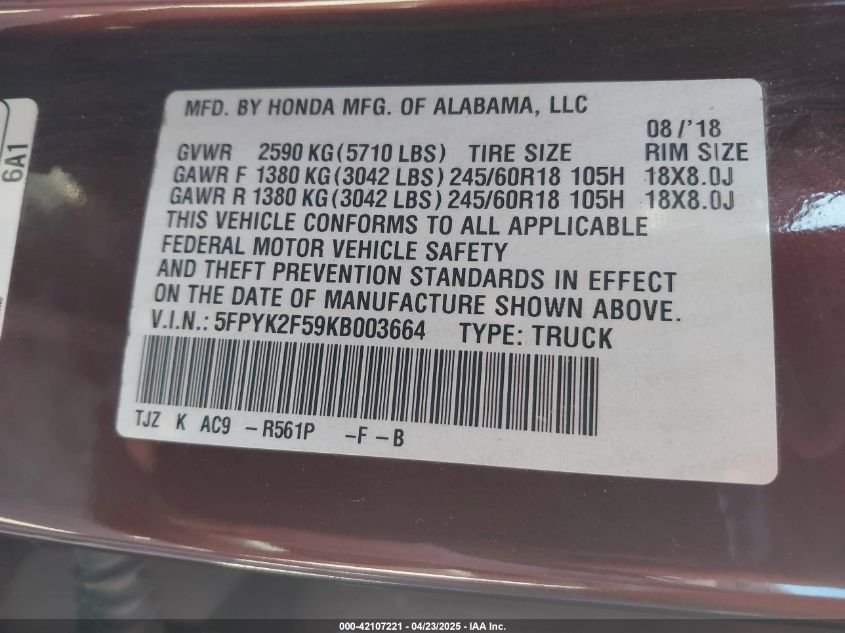 MFD. BY HONDA MFG. OF ALABAMA, LLC
08/'18
GVWR 2590 KG(5710 LBS) TIRE SIZE RIM SIZE
GAWR F 1380 KG(3042 LBS) 245/60R18 105H 18X8.0J
GAWR R 1380 KG(3042 LBS) 245/60R18 105H 18X8.0J
THIS VEHICLE CONFORMS TO ALL APPLICABLE
FEDERAL MOTOR VEHICLE SAFETY
AND THEFT PREVENTION STANDARDS IN EFFECT
ON THE DATE OF MANUFACTURE SHOWN ABOVE.
V.I.N.: 5FPYK2F59KB003664 TYPE: TRUCK
TJZ K AC9 -R561P -F-B
6A1
000-42107221 - 04/23/2025 - IAA Inc.